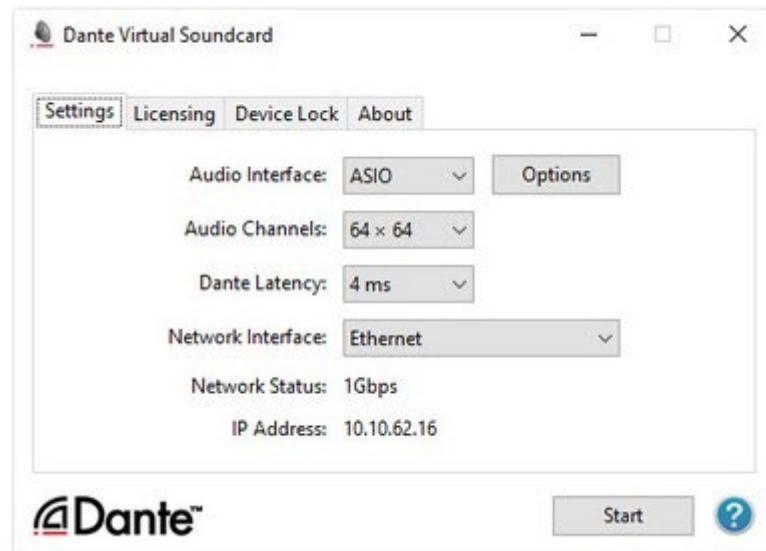 Dante Virtual Soundcard
Settings Licensing Device Lock About
Audio Interface: ASIO Options
Audio Channels: 64 × 64
Dante Latency: 4 ms
Network Interface: Ethernet
Network Status: 1Gbps
IP Address: 10.10.62.16
Dante™ Start ?